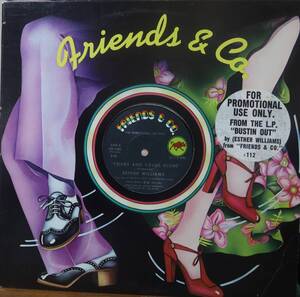 Friends & Co.
FOR
PROMOTIONAL
USE ONLY.
FROM THE L.P.
"BUSTIN OUT"
by (ESTHER WILLIAMS)
from "FRIENDS & CO."
112
FRIENDS & CO.
ESTHER WILLIAMS